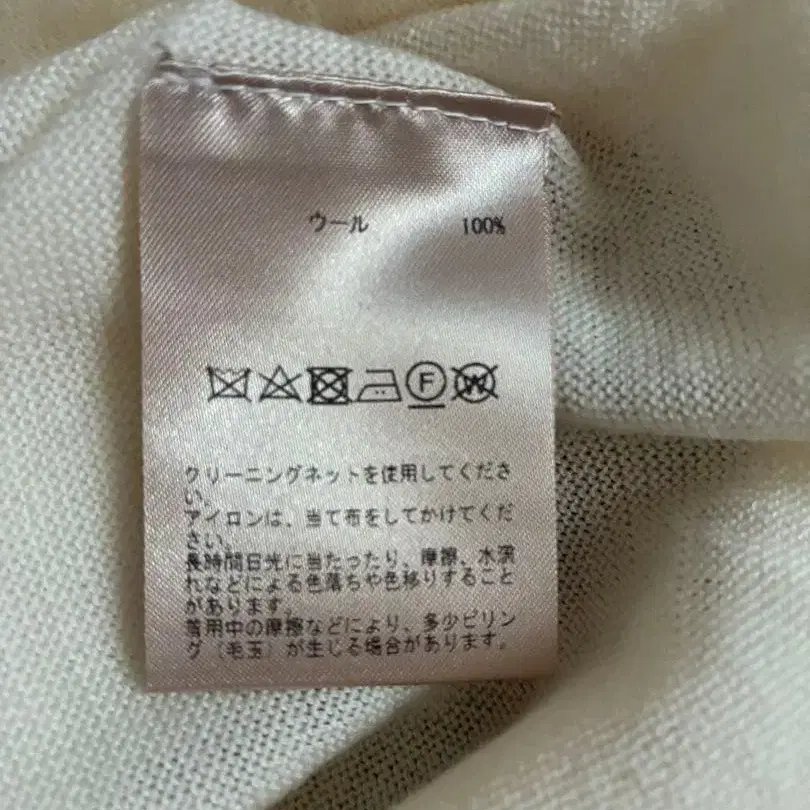 ウール 100%
F W
クリーニングネットを使用してくださ
い。
アイロンは、当て布をしてかけてくだ
さい。
長時間日光に当たったり、摩擦、水濡
れなどによる色落ちや色移りすること
があります。
着用中の摩擦などにより、多少ピリン
グ（毛玉）が生じる場合があります。